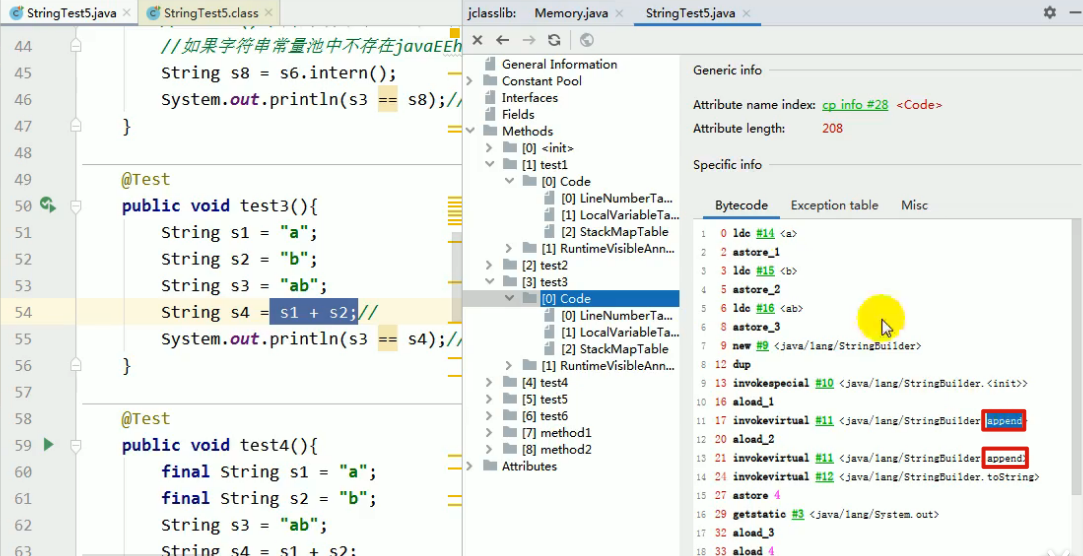 StringTest5.java × StringTest5.class ×
44 //如果字符串常量池中不存在javaEEh
45 String s8 = s6.intern();
46 System.out.println(s3 == s8);//
47 }
48
49 @Test
50 public void test3(){
51 String s1 = "a";
52 String s2 = "b";
53 String s3 = "ab";
54 String s4 = s1 + s2;//
55 System.out.println(s3 == s4);//
56 }
57
58 @Test
59 public void test4(){
60 final String s1 = "a";
61 final String s2 = "b";
62 String s3 = "ab";
String s4 = s1 + s2;
jclasslib: Memory.java × StringTest5.java ×
General Information
Constant Pool
Interfaces
Fields
Methods
[0] <init>
[1] test1
[0] Code
[0] LineNumberTa...
[1] LocalVariableTa...
[2] StackMapTable
[1] RuntimeVisibleAnn...
[2] test2
[3] test3
[0] Code
[0] LineNumberTa...
[1] LocalVariableTa...
[2] StackMapTable
[1] RuntimeVisibleAnn...
[4] test4
[5] test5
[6] test6
[7] method1
[8] method2
Attributes
Generic info
Attribute name index: cp info #28 <Code>
Attribute length: 208
Specific info
Bytecode Exception table Misc
1 0 ldc #14 <a>
2 2 astore_1
3 3 ldc #15 <b>
4 5 astore_2
5 6 ldc #16 <ab>
6 8 astore_3
7 9 new #9 <java/lang/StringBuilder>
8 12 dup
9 13 invokespecial #10 <java/lang/StringBuilder.<init>>
10 16 aload_1
11 17 invokevirtual #11 <java/lang/StringBuilder.append>
12 20 aload_2
13 21 invokevirtual #11 <java/lang/StringBuilder.append>
14 24 invokevirtual #12 <java/lang/StringBuilder.toString>
15 27 astore 4
16 29 getstatic #3 <java/lang/System.out>
17 32 aload_3
18 33 aload 4